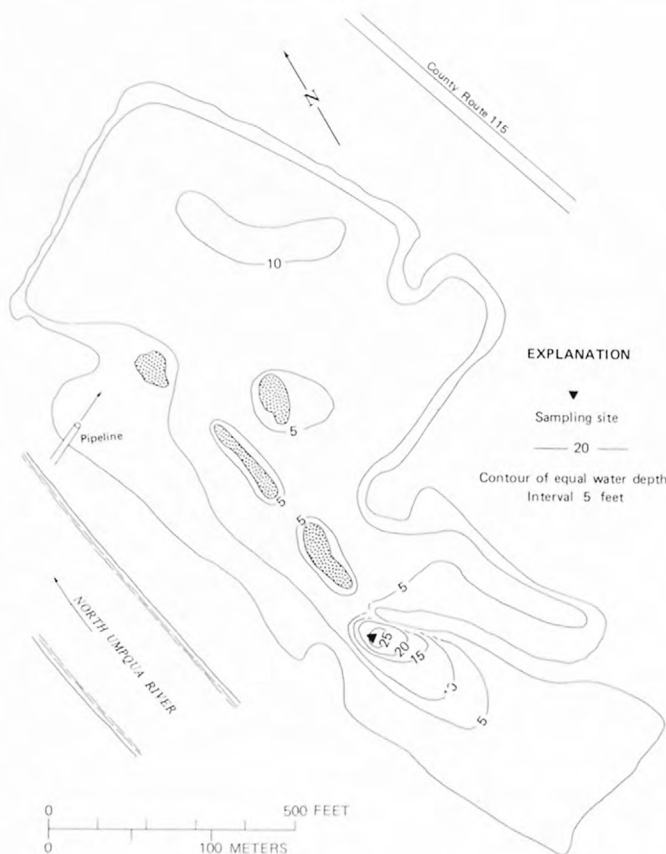 County Route 115
N
10
EXPLANATION
Sampling site
20
Contour of equal water depth
Interval 5 feet
5
Pipeline
5
5
5
25
20
15
5
NORTH UMPQUA RIVER
0 500 FEET
0 100 METERS